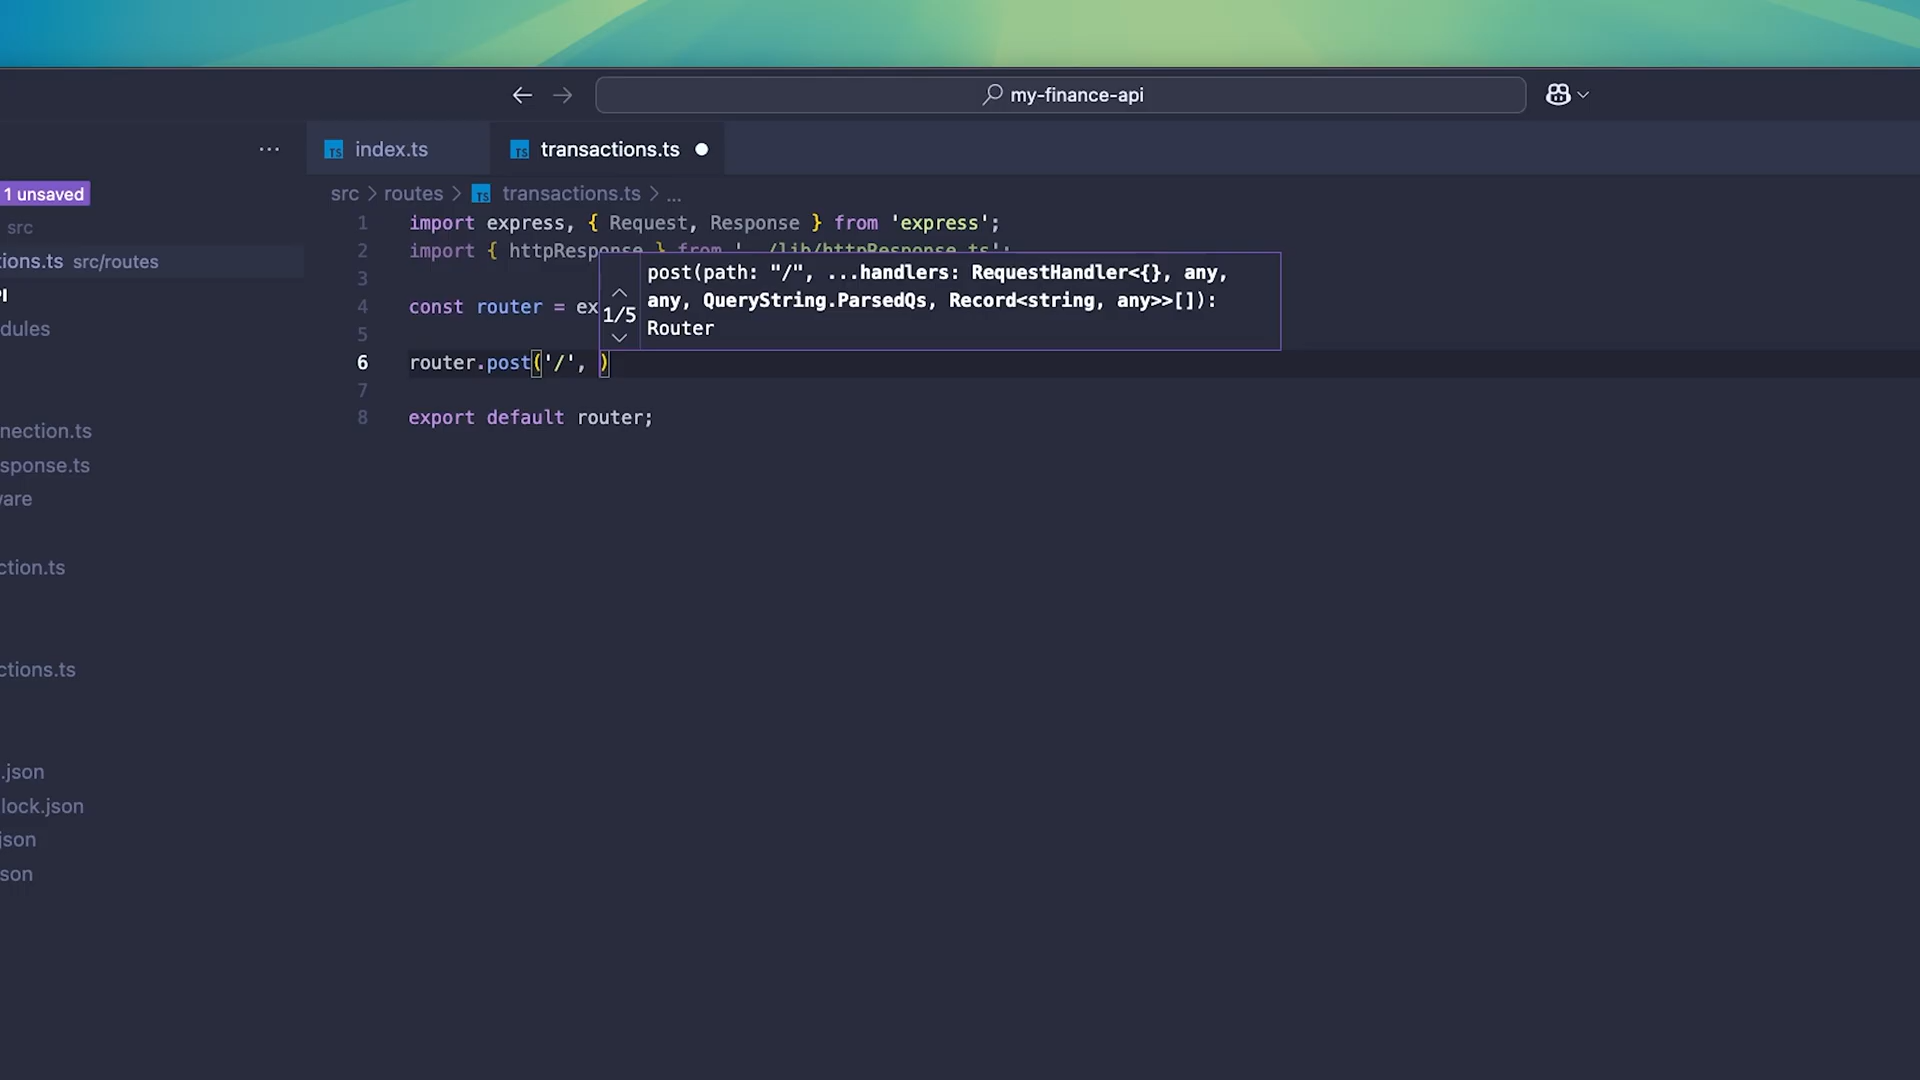 my-finance-api
index.ts
transactions.ts
1 unsaved
src > routes > transactions.ts > ...
src
ions.ts src/routes
dules
nection.ts
sponse.ts
ction.ts
ctions.ts
.json
lock.json
json
son
1 import express, { Request, Response } from 'express';
2 import { httpResponse } from '../lib/httpResponse.ts';
3
4 const router = ex
5
6 router.post('/', )
7
8 export default router;
1/5
post(path: "/", ...handlers: RequestHandler<{}, any,
any, QueryString.ParsedQs, Record<string, any>>[]):
Router